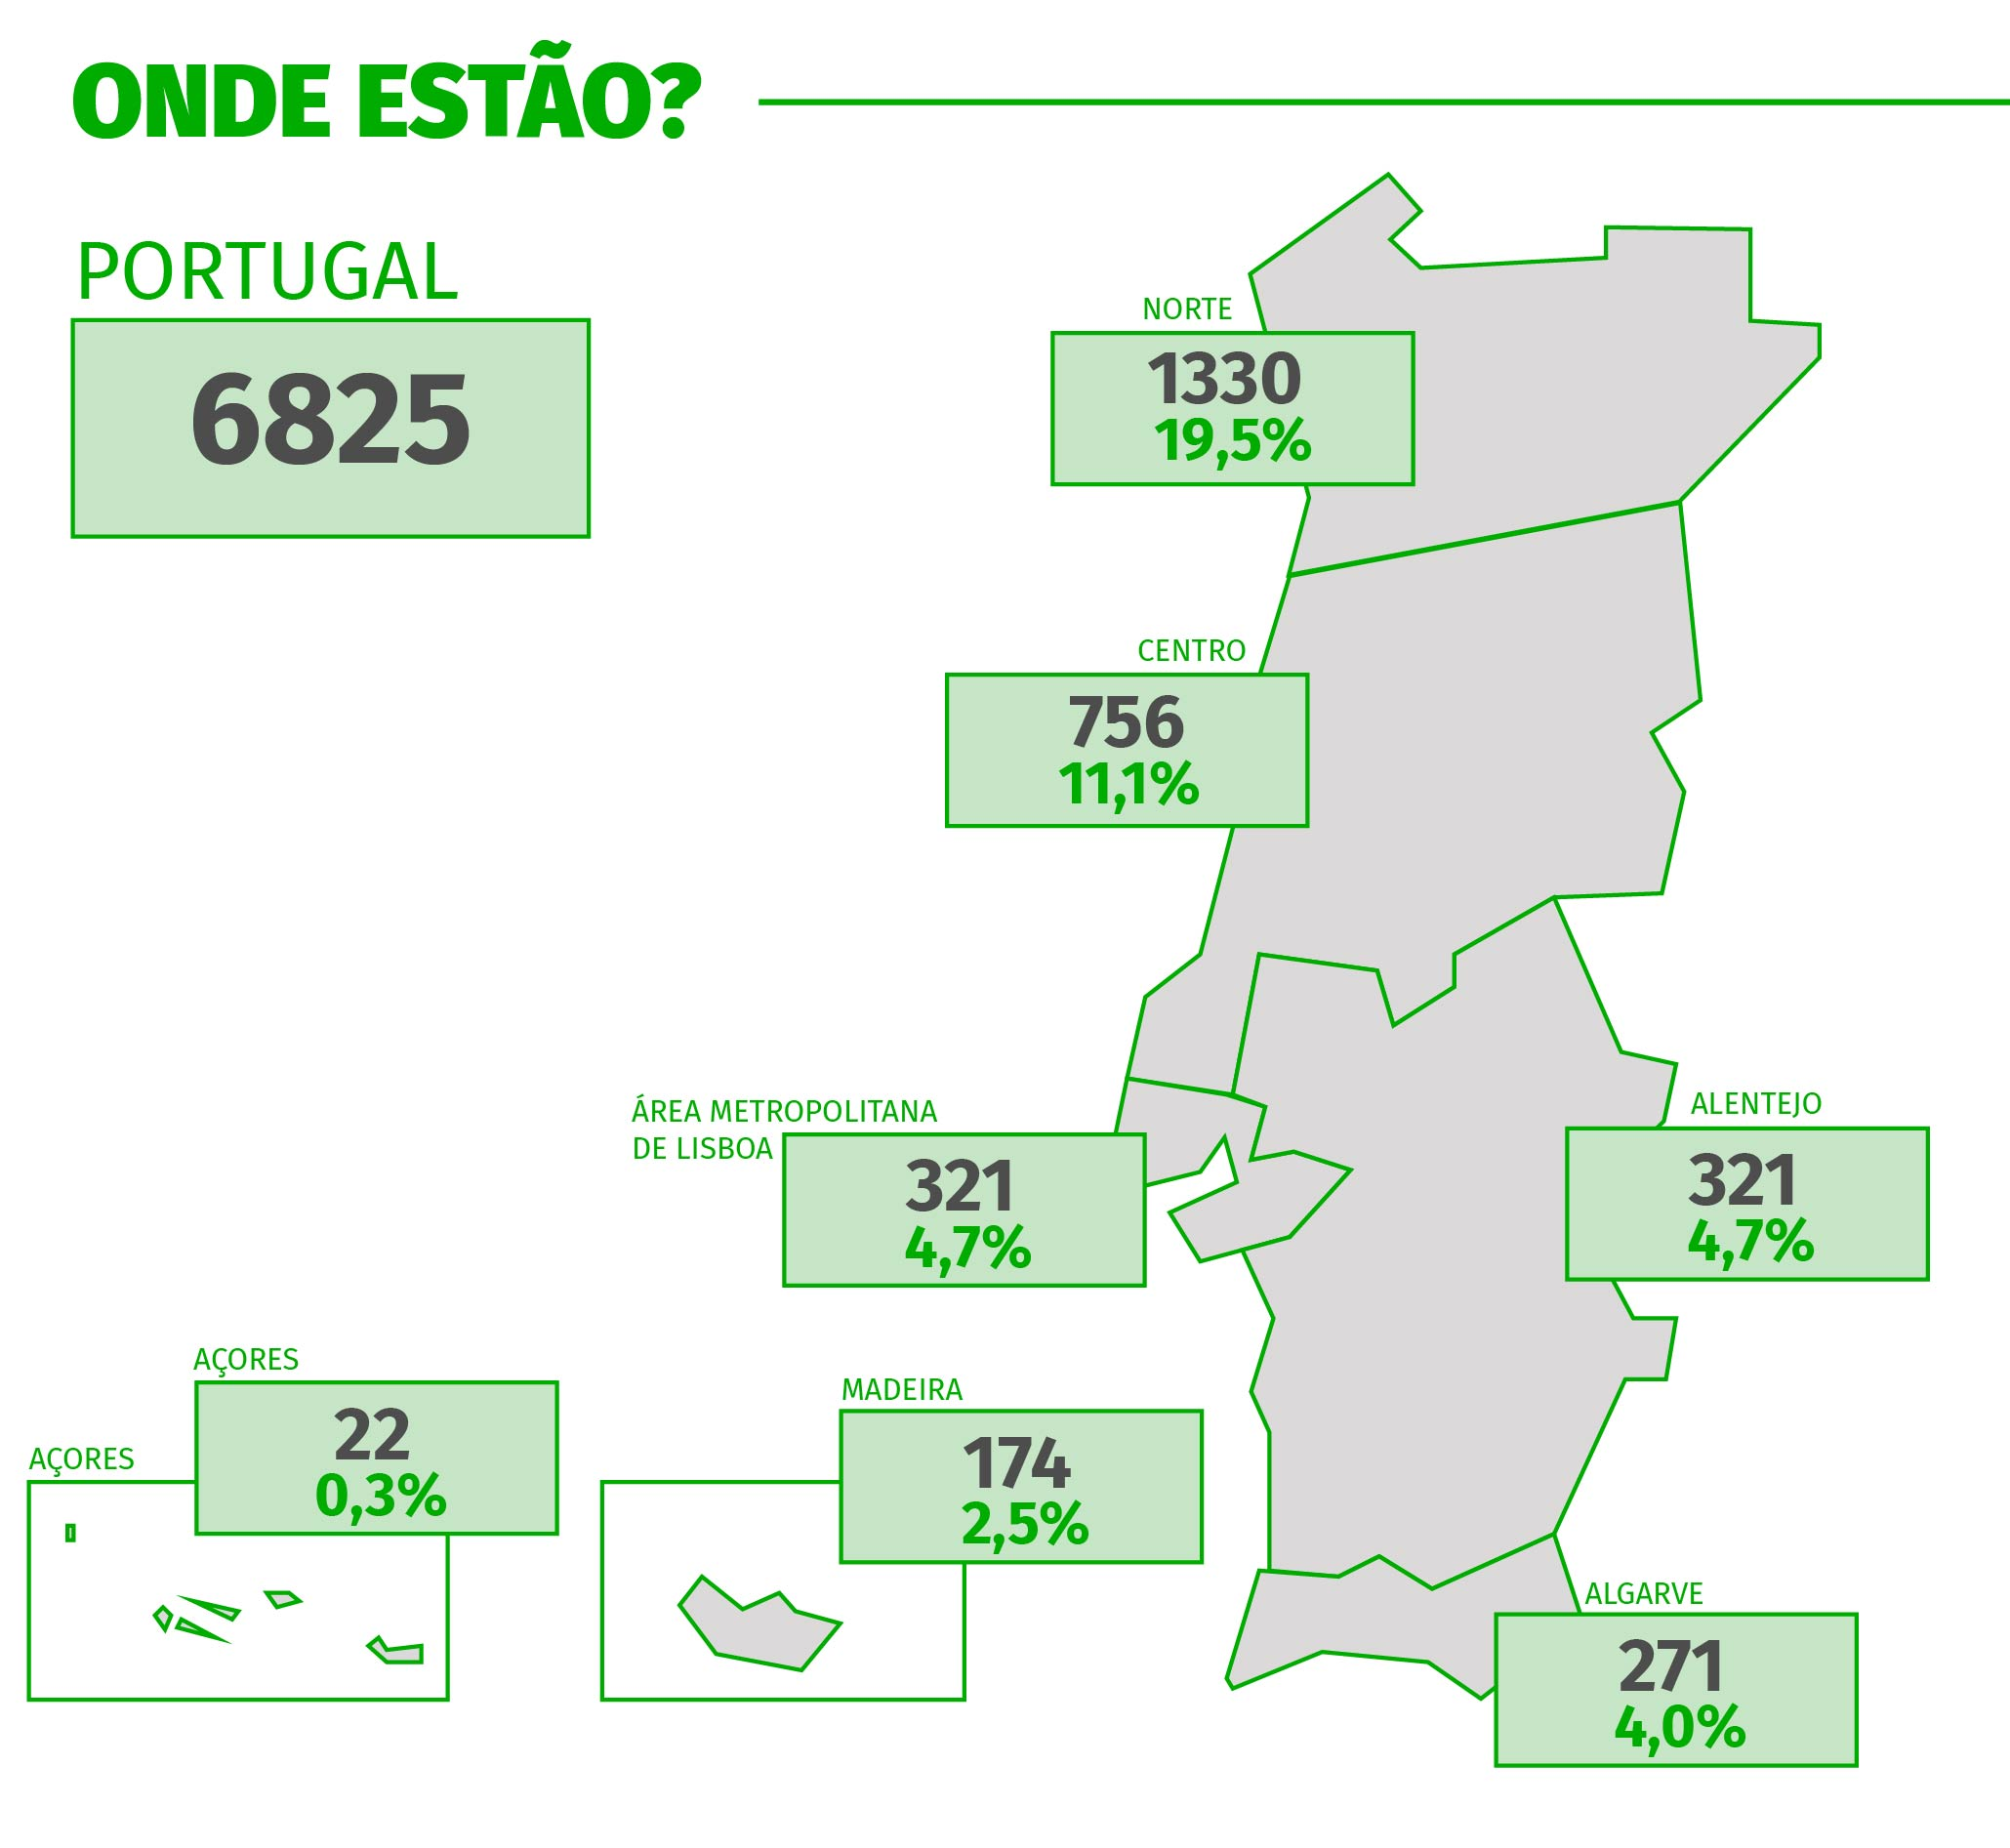 ONDE ESTÃO?
PORTUGAL
6825
NORTE
1330
19,5%
CENTRO
756
11,1%
ÁREA METROPOLITANA
DE LISBOA
321
4,7%
ALENTEJO
321
4,7%
AÇORES
22
0,3%
AÇORES
MADEIRA
174
2,5%
ALGARVE
271
4,0%